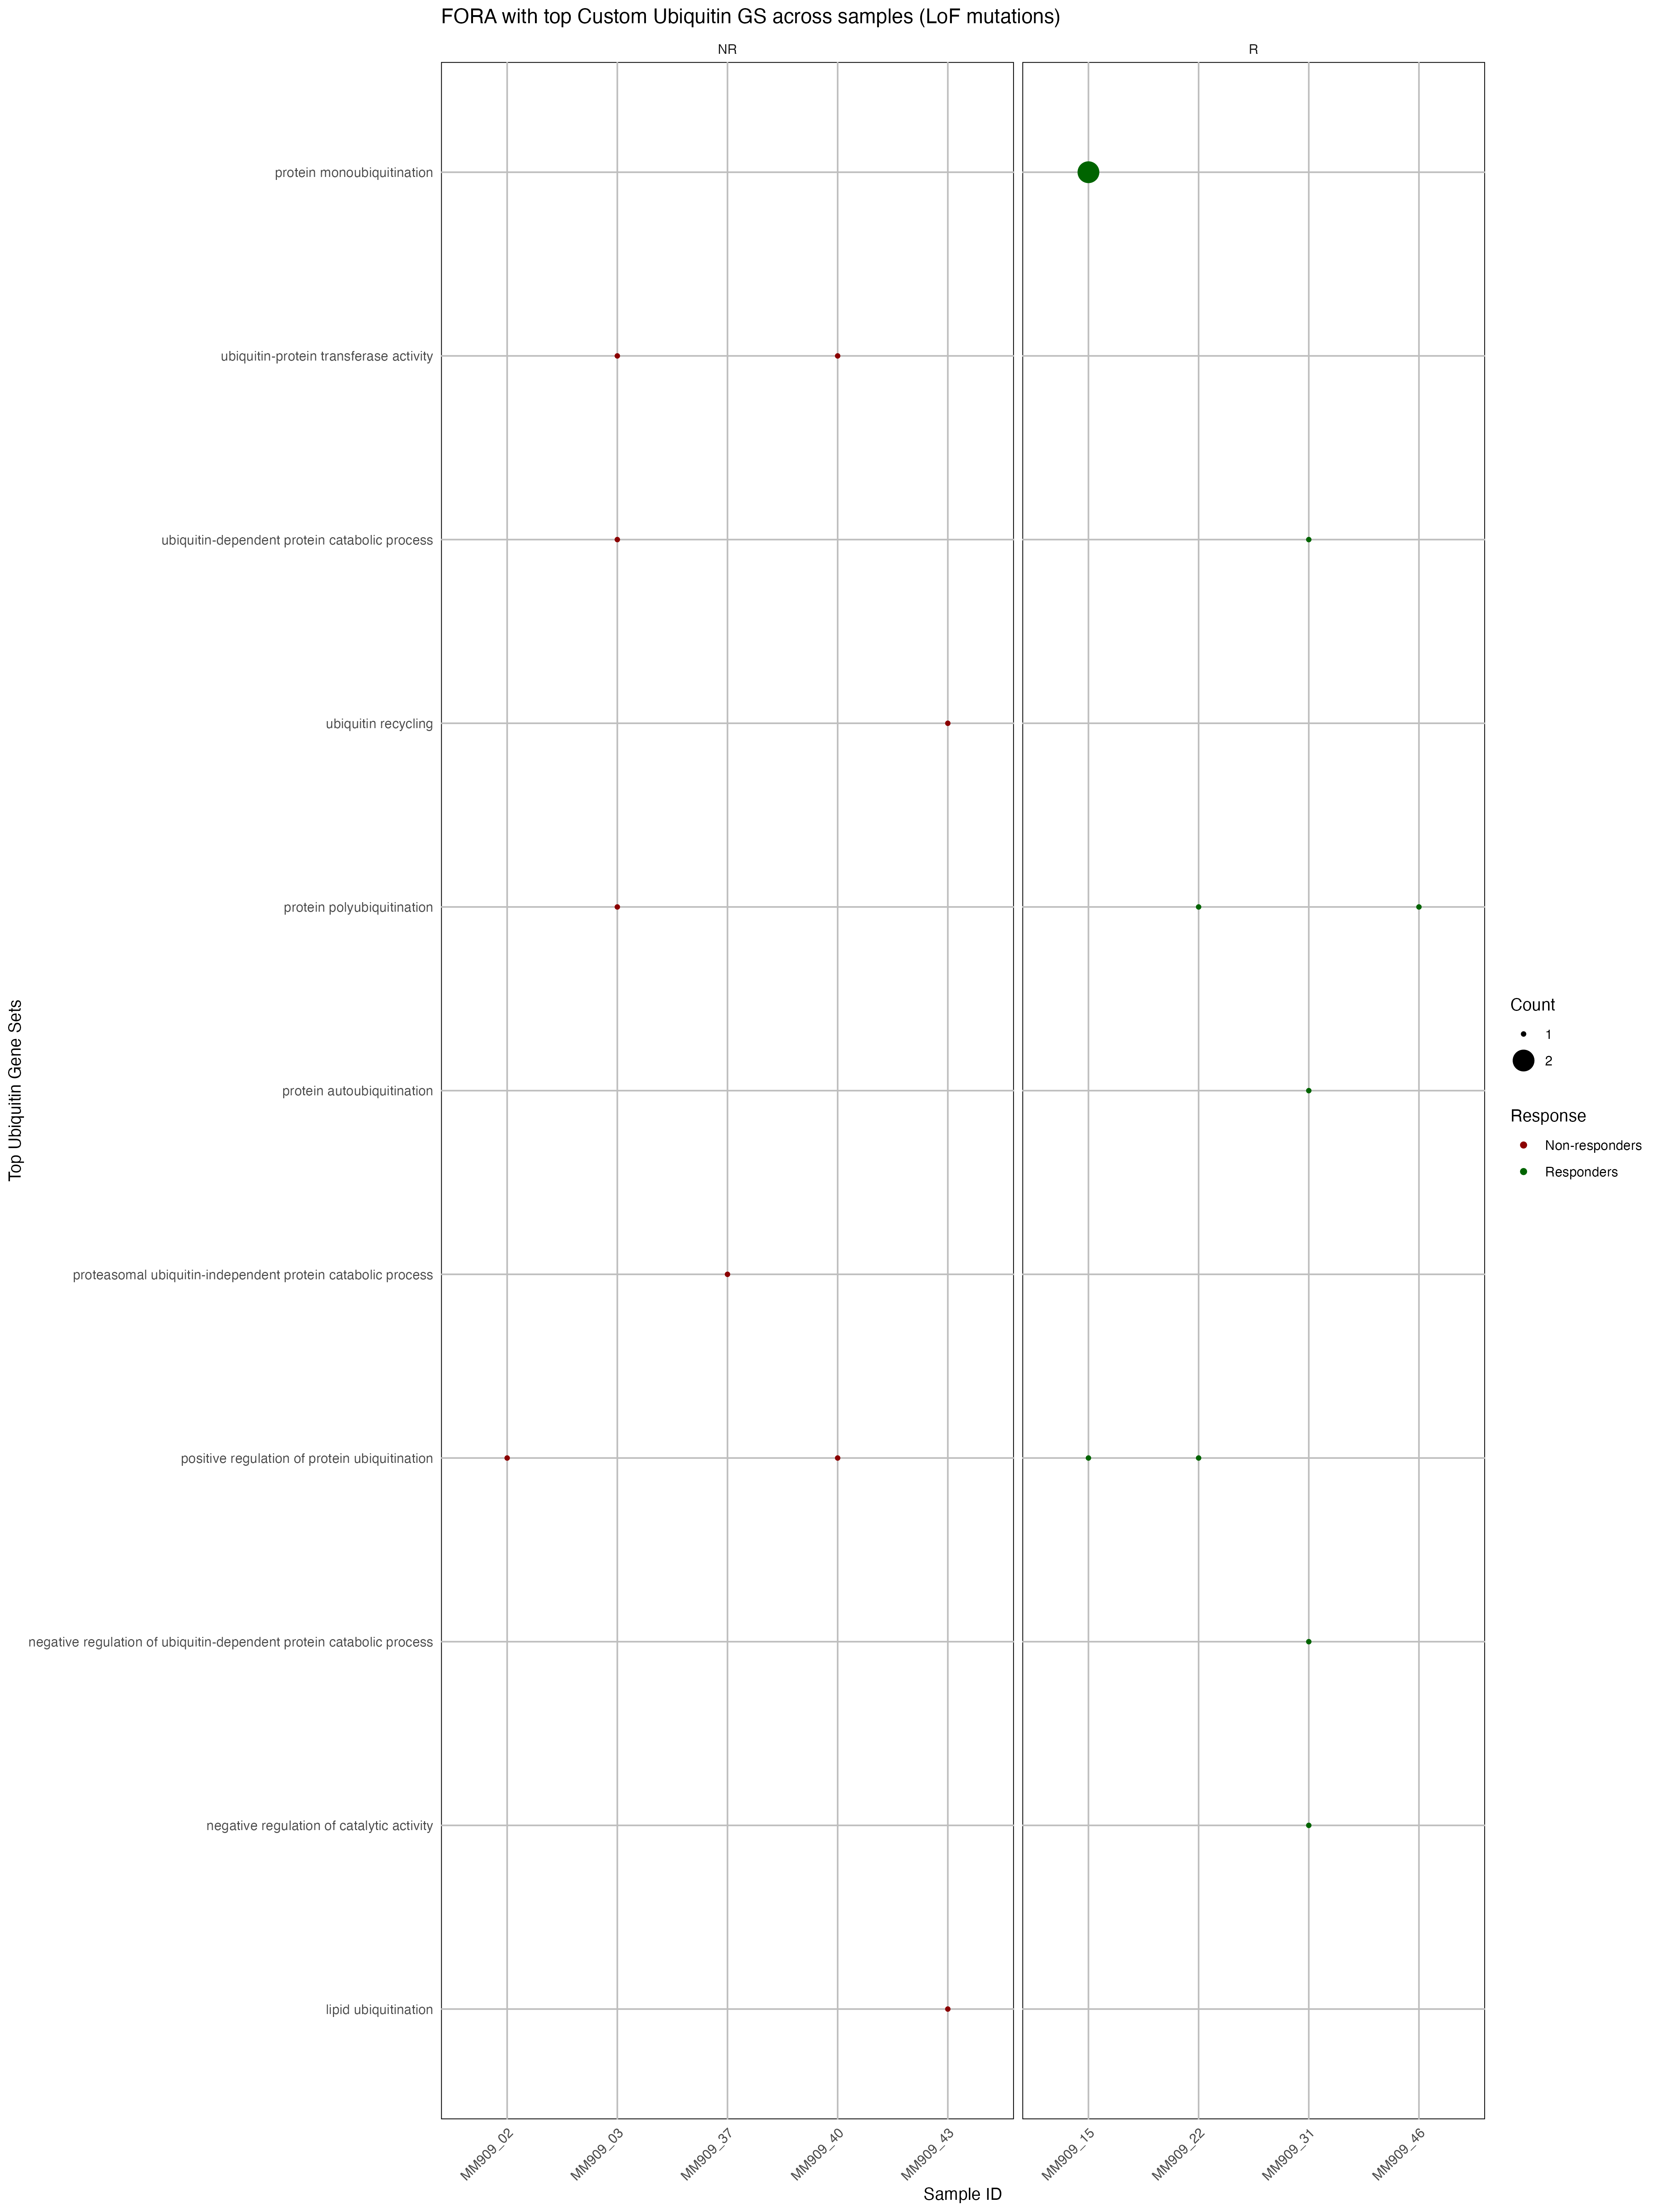 FORA with top Custom Ubiquitin GS across samples (LoF mutations)
NR
R
protein monoubiquitination
ubiquitin-protein transferase activity
ubiquitin-dependent protein catabolic process
ubiquitin recycling
protein polyubiquitination
protein autoubiquitination
proteasomal ubiquitin-independent protein catabolic process
positive regulation of protein ubiquitination
negative regulation of ubiquitin-dependent protein catabolic process
negative regulation of catalytic activity
lipid ubiquitination
Top Ubiquitin Gene Sets
MM909_02
MM909_03
MM909_37
MM909_40
MM909_43
MM909_15
MM909_22
MM909_31
MM909_46
Sample ID
Count
1
2
Response
Non-responders
Responders